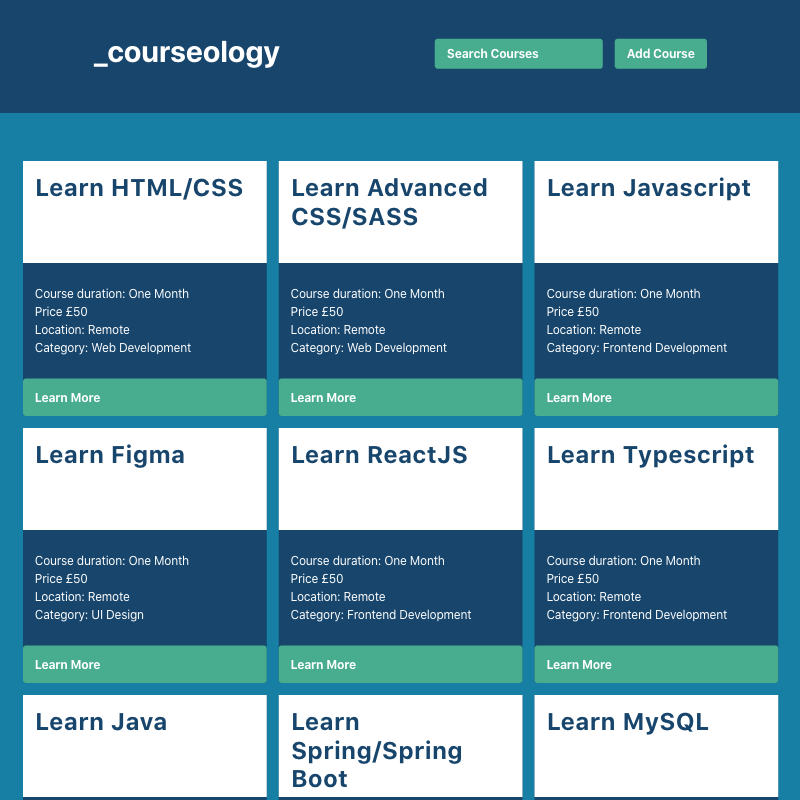 _courseology
Search Courses
Add Course
Learn HTML/CSS
Course duration: One Month
Price £50
Location: Remote
Category: Web Development
Learn More
Learn Advanced
CSS/SASS
Course duration: One Month
Price £50
Location: Remote
Category: Web Development
Learn More
Learn Javascript
Course duration: One Month
Price £50
Location: Remote
Category: Frontend Development
Learn More
Learn Figma
Course duration: One Month
Price £50
Location: Remote
Category: UI Design
Learn More
Learn ReactJS
Course duration: One Month
Price £50
Location: Remote
Category: Frontend Development
Learn More
Learn Typescript
Course duration: One Month
Price £50
Location: Remote
Category: Frontend Development
Learn More
Learn Java
Learn
Spring/Spring
Boot
Learn MySQL